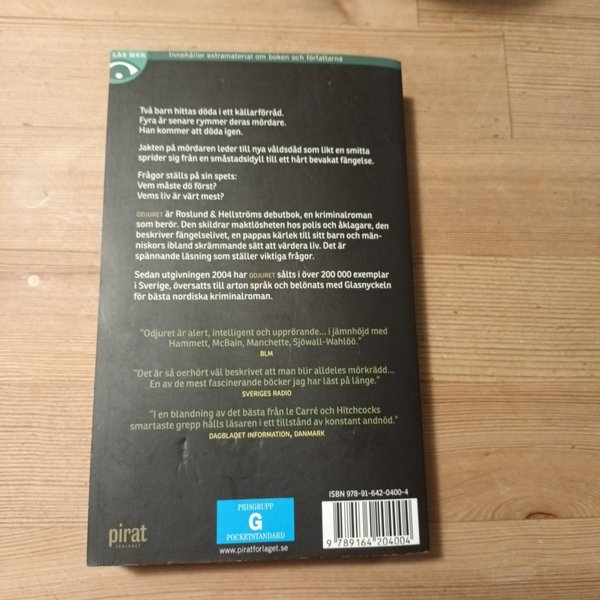 LÄS MER
Innehåller extramaterial om boken och författarna
Två barn hittas döda i ett källarförråd.
Fyra år senare rymmer deras mördare.
Han kommer att döda igen.
Jakten på mördaren leder till nya våldsdåd som likt en smitta
sprider sig från en småstadsidyll till ett hårt bevakat fängelse.
Frågor ställs på sin spets:
Vem måste dö först?
Vems liv är värt mest?
ODJURET är Roslund & Hellströms debutbok, en kriminalroman
som berör. Den skildrar maktlösheten hos polis och åklagare, den
beskriver fängelselivet, en pappas kärlek till sitt barn och män-
niskors ibland skrämmande sätt att värdera liv. Det är
spännande läsning som ställer viktiga frågor.
Sedan utgivningen 2004 har ODJURET sålts i över 200 000 exemplar
i Sverige, översatts till arton språk och belönats med Glasnyckeln
för bästa nordiska kriminalroman.
"Odjuret är alert, intelligent och upprörande... i jämnhöjd med
Hammett, McBain, Manchette, Sjöwall-Wahlöö."
BLM
"Det är så oerhört väl beskrivet att man blir alldeles mörkrädd...
En av de mest fascinerande böcker jag har läst på länge."
SVERIGES RADIO
"I en blandning av det bästa från le Carré och Hitchcocks
smartaste grepp hålls läsaren i ett tillstånd av konstant andnöd."
DAGBLADET INFORMATION, DANMARK
ISBN 978-91-642-0400-4
PRISGRUPP
G
POCKETSTANDARD
www.piratforlaget.se
pirat
FÖRLAGET
9 789164 204004